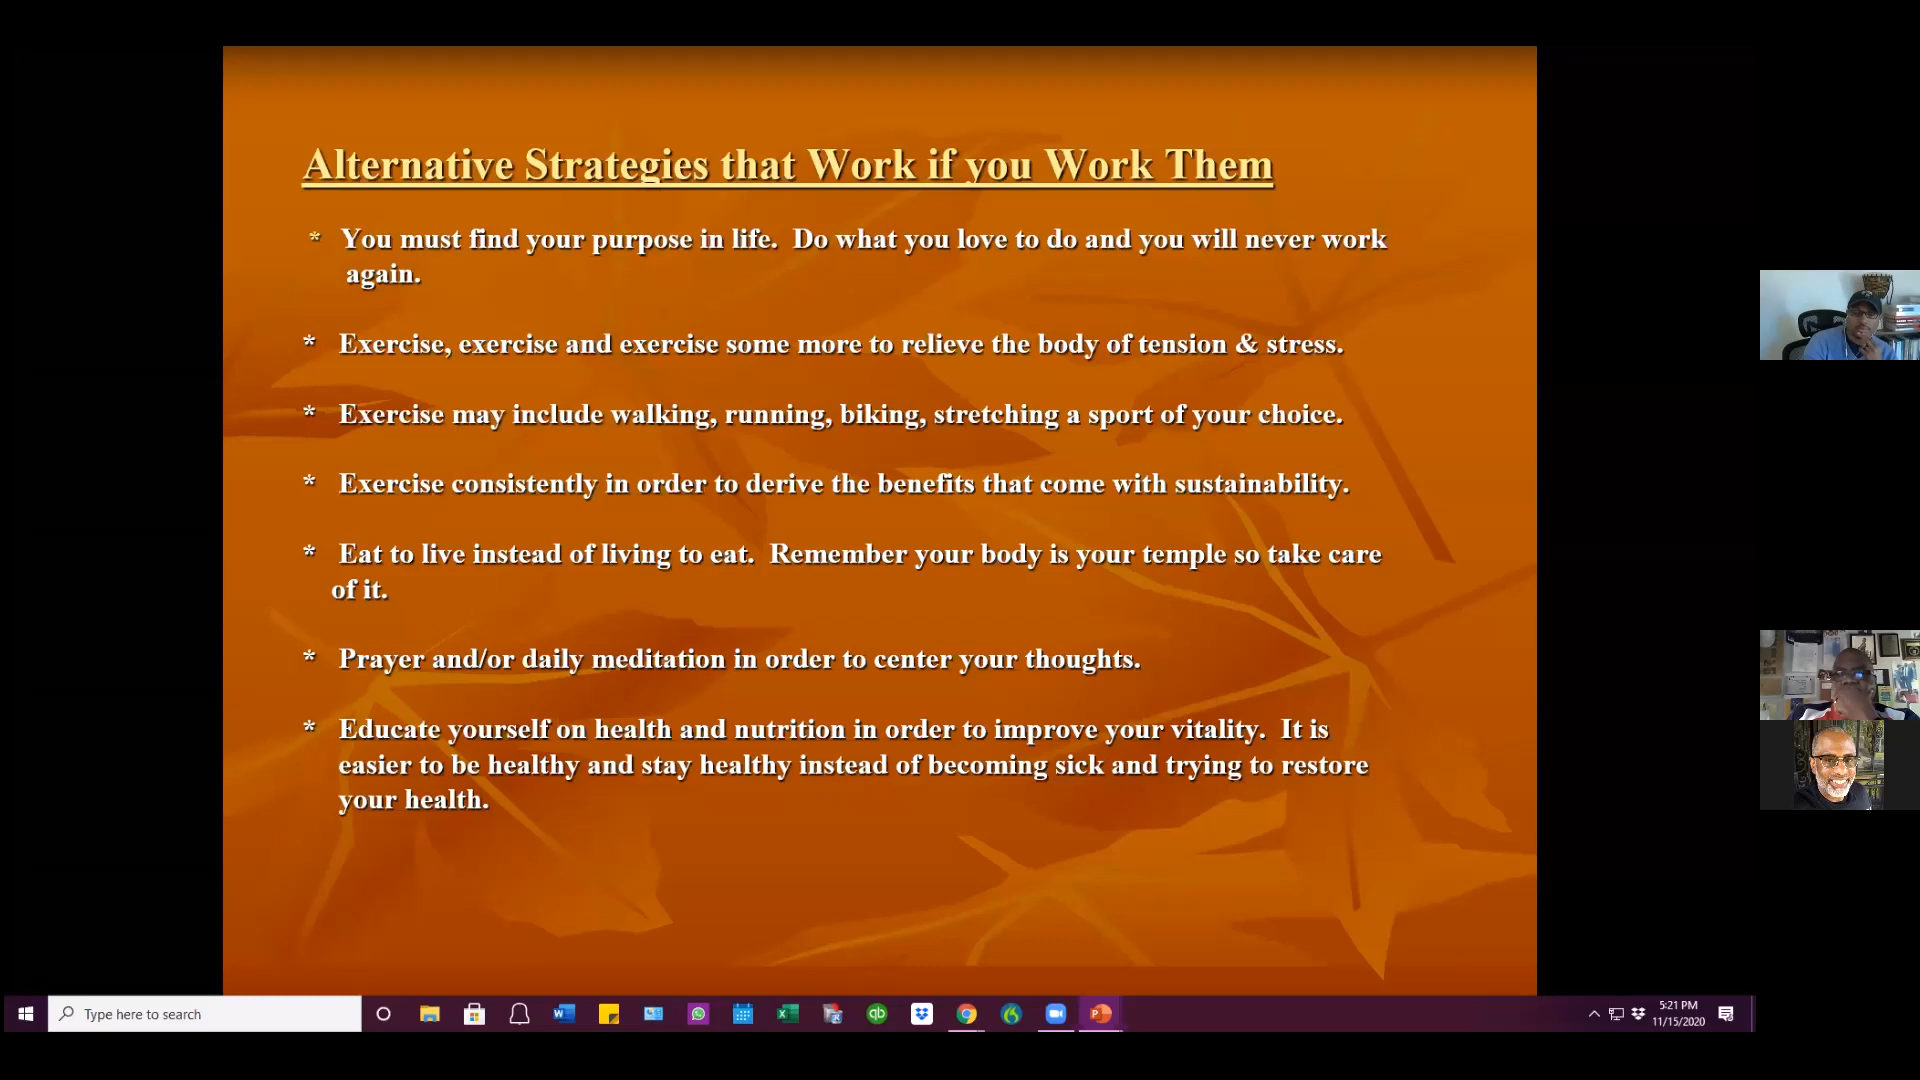 Alternative Strategies that Work if you Work Them
* You must find your purpose in life. Do what you love to do and you will never work
again.
* Exercise, exercise and exercise some more to relieve the body of tension & stress.
* Exercise may include walking, running, biking, stretching a sport of your choice.
* Exercise consistently in order to derive the benefits that come with sustainability.
* Eat to live instead of living to eat. Remember your body is your temple so take care
of it.
* Prayer and/or daily meditation in order to center your thoughts.
* Educate yourself on health and nutrition in order to improve your vitality. It is
easier to be healthy and stay healthy instead of becoming sick and trying to restore
your health.
Type here to search
5:21 PM
11/15/2020